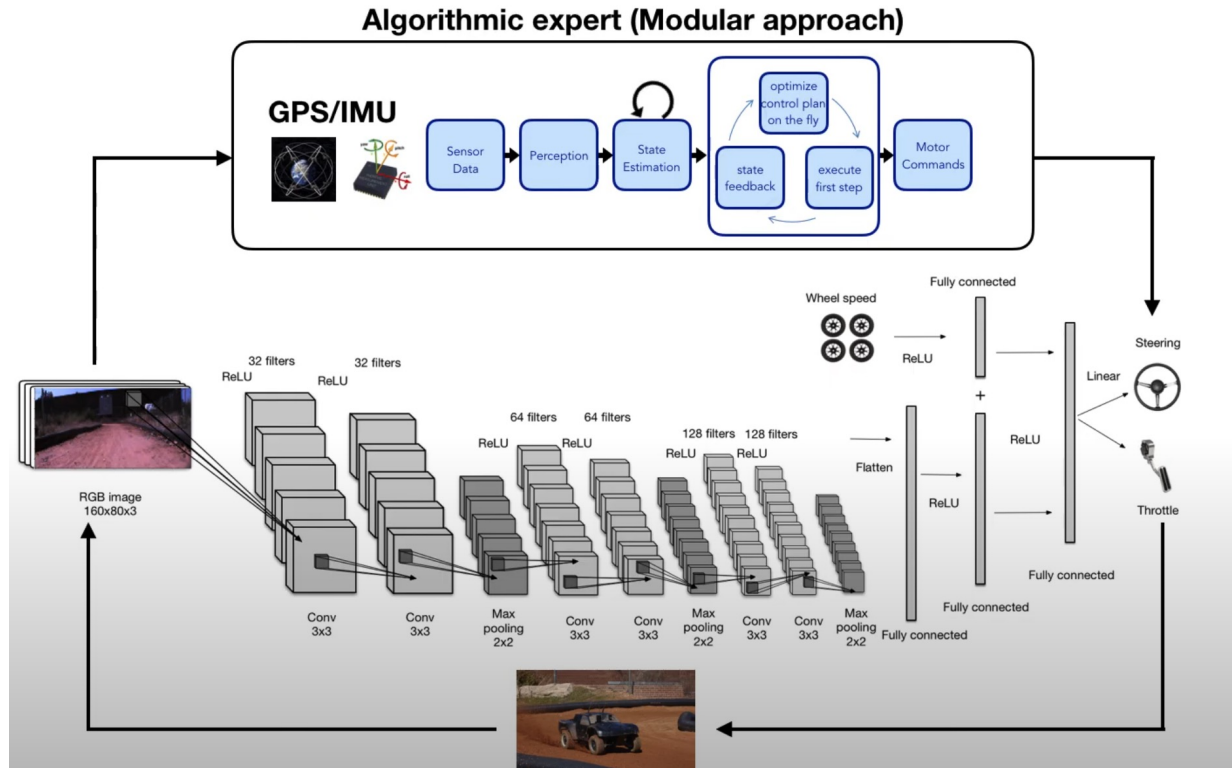 Algorithmic expert (Modular approach)
GPS/IMU
Sensor
Data
Perception
State
Estimation
optimize
control plan
on the fly
state
feedback
execute
first step
Motor
Commands
Wheel speed
ReLU
Fully connected
Steering
Linear
Throttle
32 filters
ReLU
32 filters
ReLU
64 filters
ReLU
64 filters
ReLU
128 filters
ReLU
128 filters
ReLU
Flatten
ReLU
+
ReLU
RGB image
160x80x3
Conv
3x3
Conv
3x3
Max
pooling
2x2
Conv
3x3
Conv
3x3
Max
pooling
2x2
Conv
3x3
Conv
3x3
Max
pooling
2x2
Fully connected
Fully connected
Fully connected